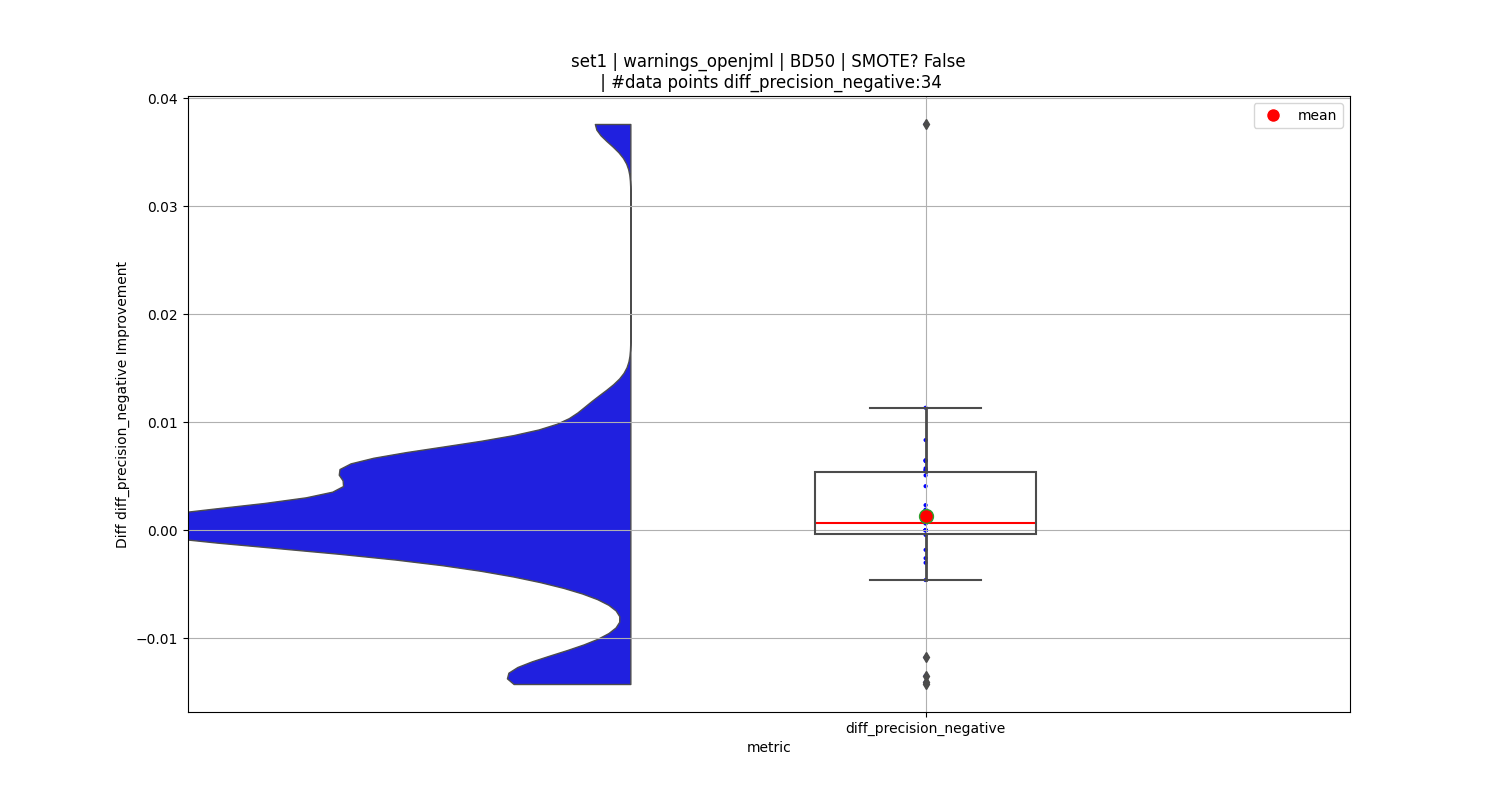 set1 | warnings_openjml | BD50 | SMOTE? False
| #data points diff_precision_negative:34
mean
0.04
0.03
0.02
0.01
0.00
−0.01
Diff diff_precision_negative Improvement
diff_precision_negative
metric